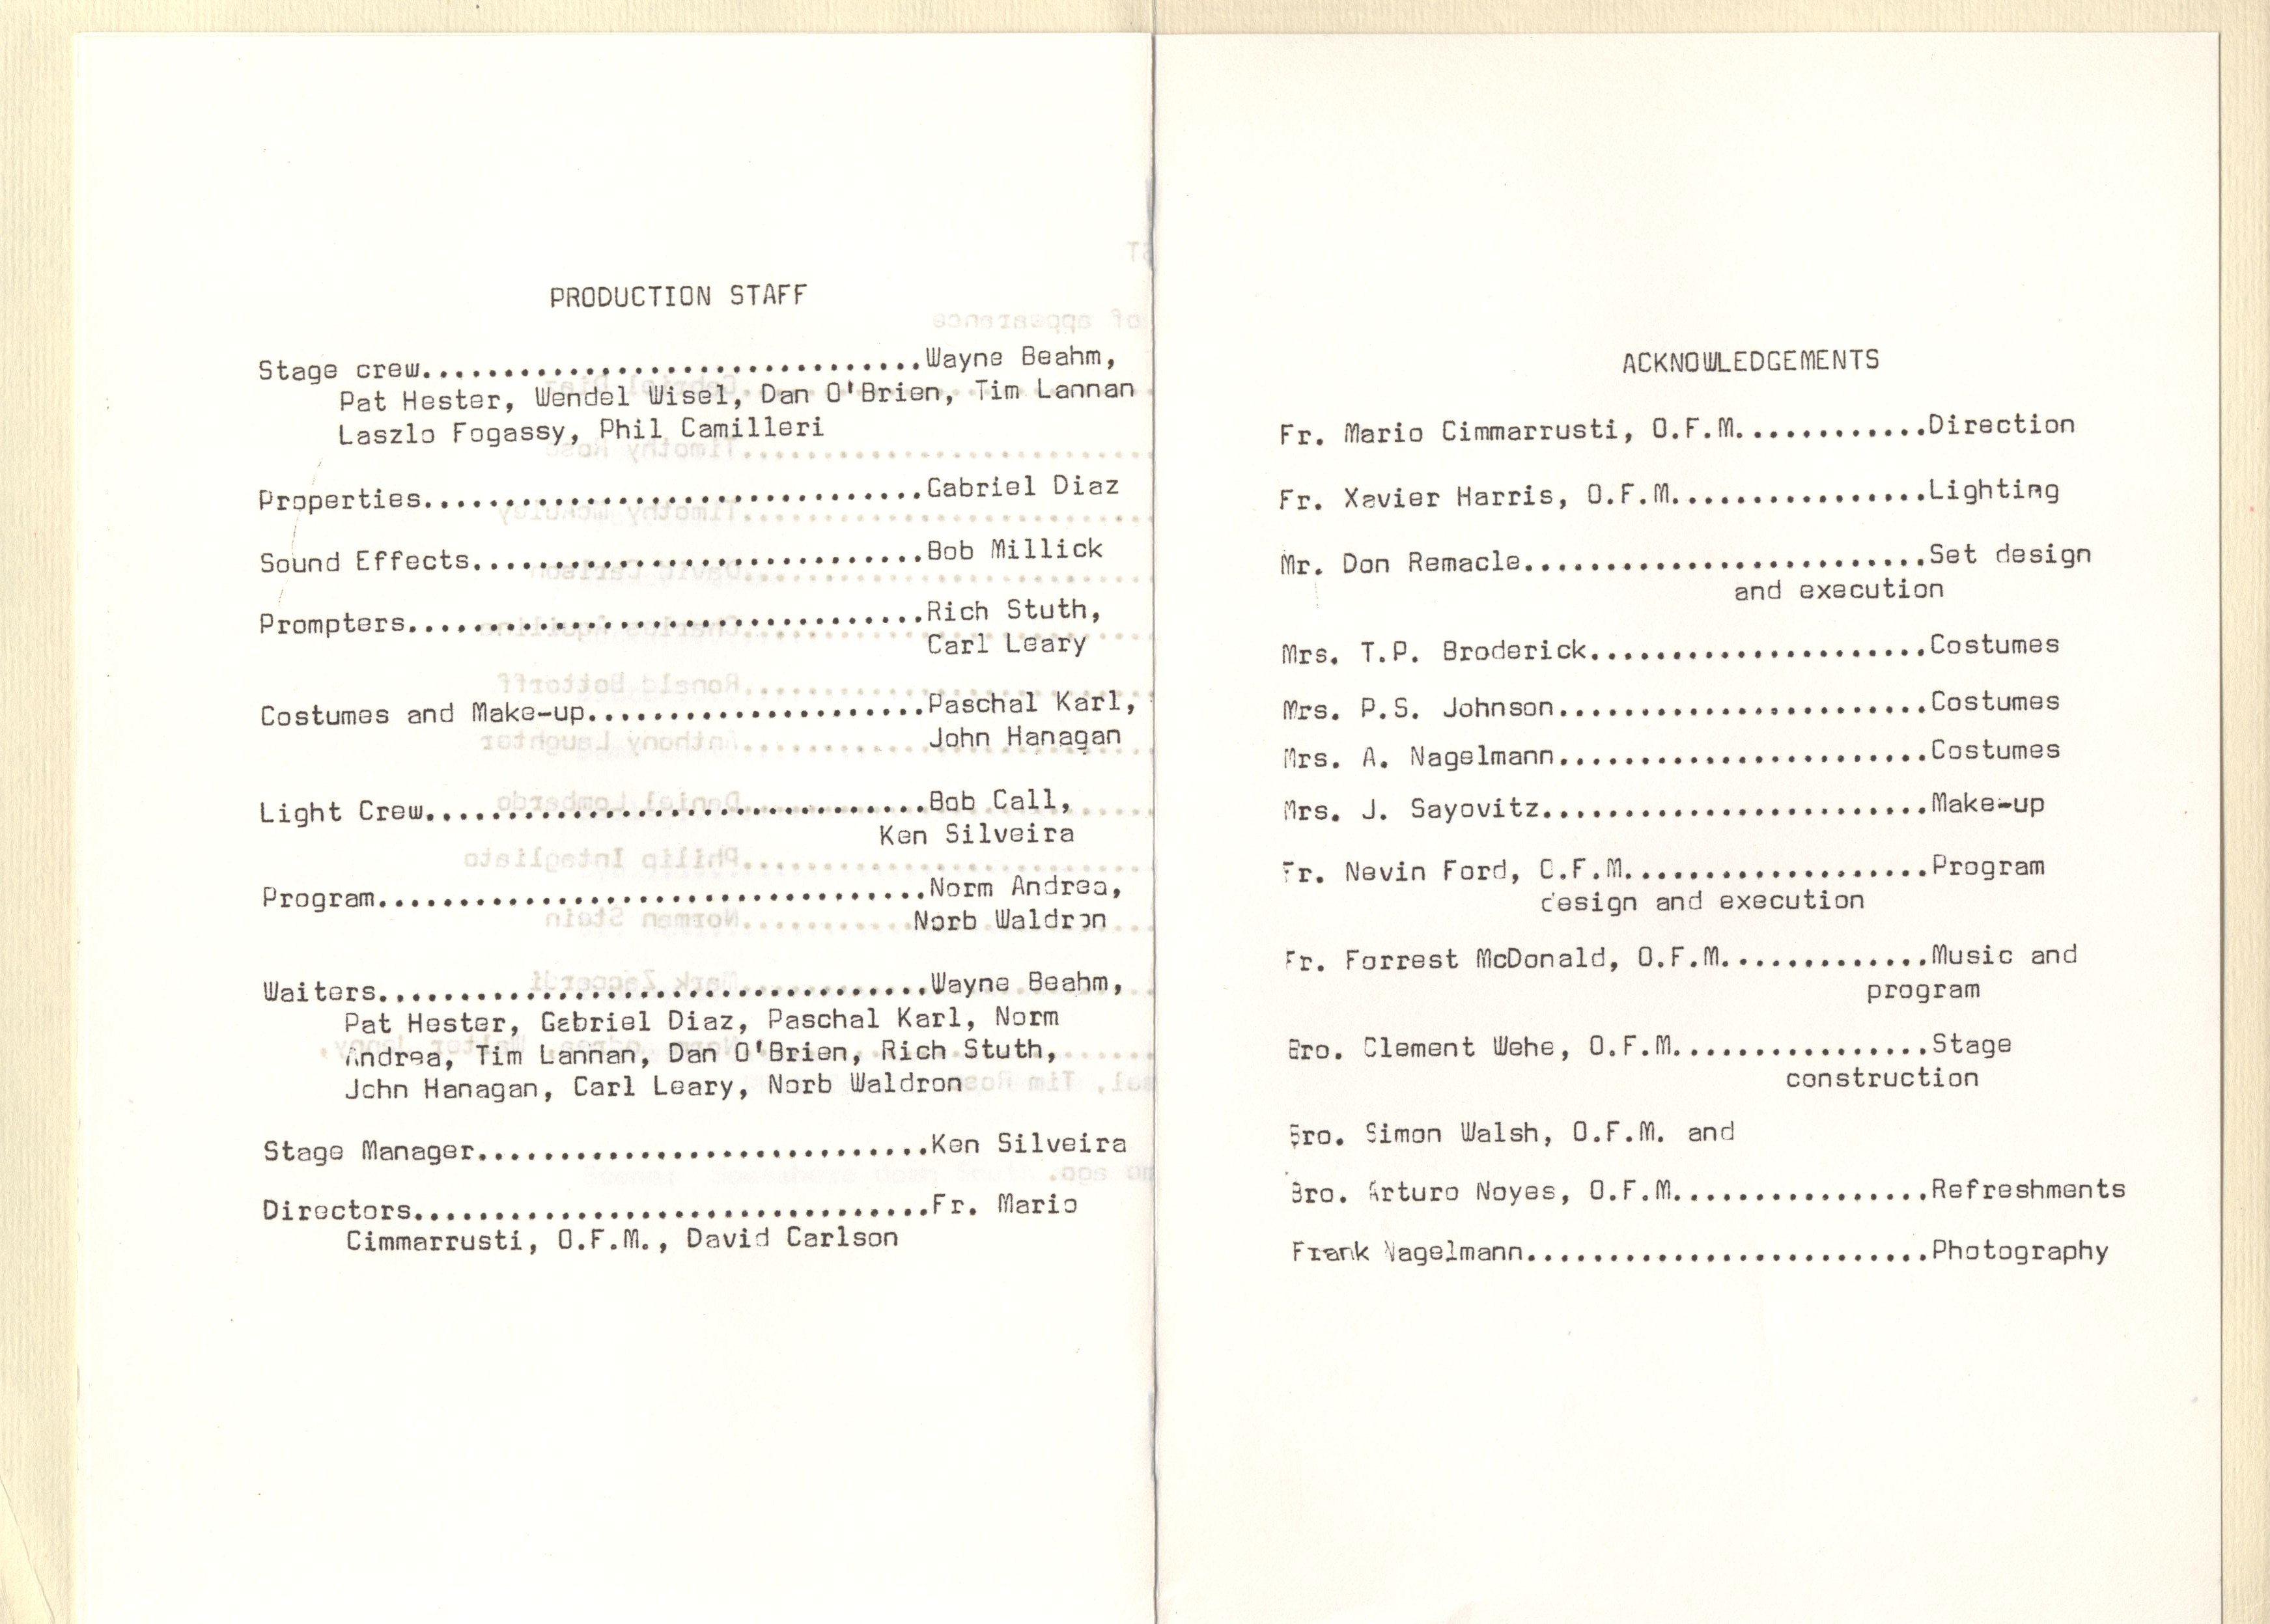 PRODUCTION STAFF
Stage crew...............................Wayne Beahm,
Pat Hester, Wendel Wisel, Dan O'Brien, Tim Lannan
Laszlo Fogassy, Phil Camilleri
Properties...............................Gabriel Diaz
Sound Effects............................Bob Millick
Prompters................................Rich Stuth,
Carl Leary
Costumes and Make-up.....................Paschal Karl,
John Hanagan
Light Crew...............................Bob Call,
Ken Silveira
Program..................................Norm Andrea,
Norb Waldron
Waiters..................................Wayne Beahm,
Pat Hester, Gabriel Diaz, Paschal Karl, Norm
Andrea, Tim Lannan, Dan O'Brien, Rich Stuth,
John Hanagan, Carl Leary, Norb Waldron
Stage Manager............................Ken Silveira
Directors................................Fr. Mario
Cimmarrusti, O.F.M., David Carlson
ACKNOWLEDGEMENTS
Fr. Mario Cimmarrusti, O.F.M............Direction
Fr. Xavier Harris, O.F.M................Lighting
Mr. Don Remacle.........................Set design
and execution
Mrs. T.P. Broderick.....................Costumes
Mrs. P.S. Johnson.......................Costumes
Mrs. A. Nagelmann.......................Costumes
Mrs. J. Sayovitz........................Make-up
Fr. Nevin Ford, O.F.M...................Program
design and execution
Fr. Forrest McDonald, O.F.M.............Music and
program
Bro. Clement Wehe, O.F.M................Stage
construction
Bro. Simon Walsh, O.F.M. and
Bro. Arturo Noyes, O.F.M................Refreshments
Frank Nagelmann.........................Photography